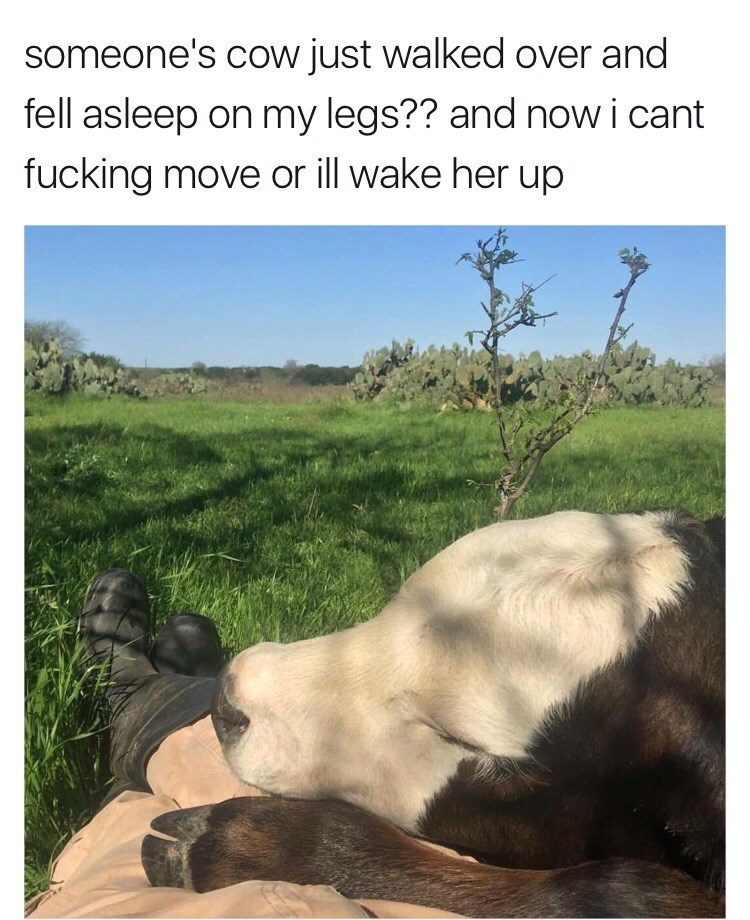 someone's cow just walked over and
fell asleep on my legs?? and now i cant
fucking move or ill wake her up